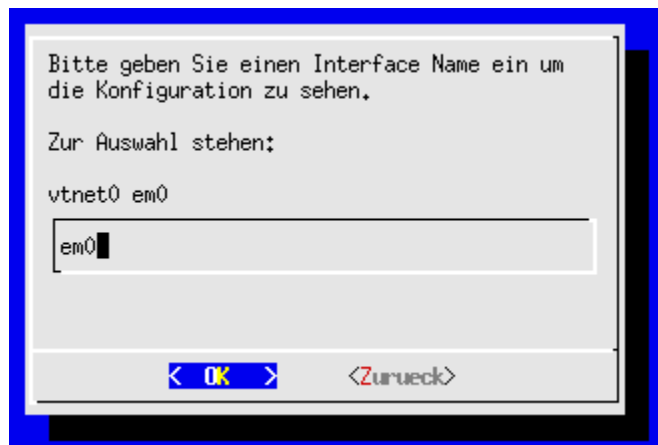 Bitte geben Sie einen Interface Name ein um
die Konfiguration zu sehen.
Zur Auswahl stehen:
vtnet0 em0
em0
< OK > <Zurueck>